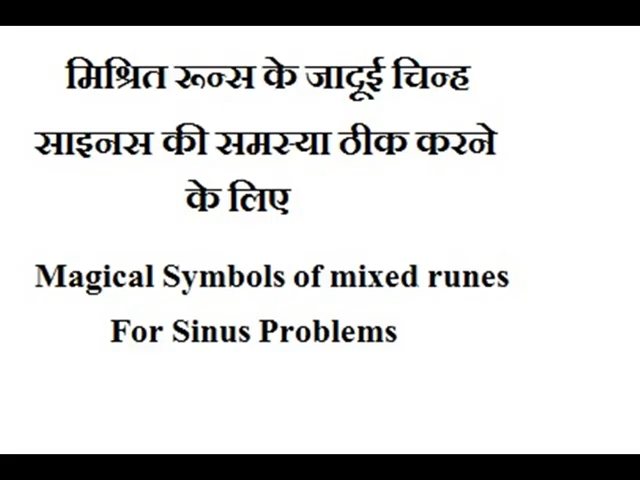 मिश्रित रून्स के जादूई चिन्ह
साइनस की समस्या ठीक करने
के लिए
Magical Symbols of mixed runes
For Sinus Problems